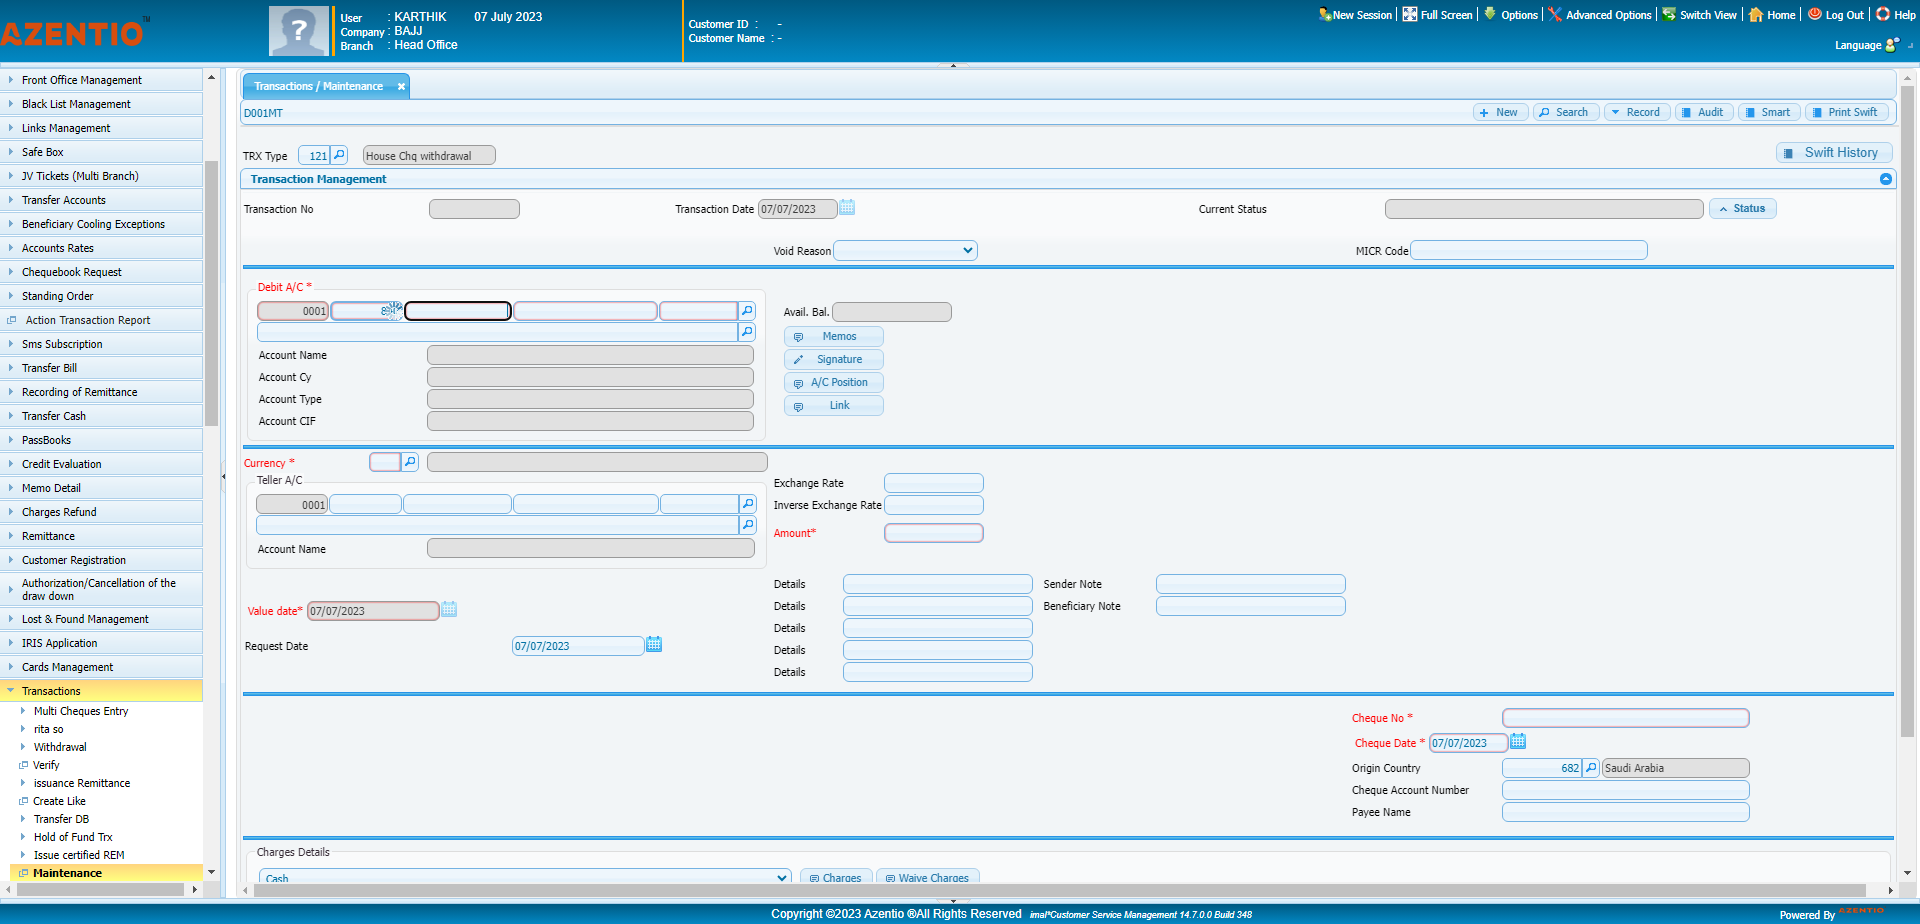 AZENTIO™
User : KARTHIK 07 July 2023
Company : BAJJ
Branch : Head Office
Customer ID : -
Customer Name : -
New Session | Full Screen | Options | Advanced Options | Switch View | Home | Log Out | Help
Language
Front Office Management
Black List Management
Links Management
Safe Box
JV Tickets (Multi Branch)
Transfer Accounts
Beneficiary Cooling Exceptions
Accounts Rates
Chequebook Request
Standing Order
Action Transaction Report
Sms Subscription
Transfer Bill
Recording of Remittance
Transfer Cash
PassBooks
Credit Evaluation
Memo Detail
Charges Refund
Remittance
Customer Registration
Authorization/Cancellation of the
draw down
Lost & Found Management
IRIS Application
Cards Management
Transactions
Multi Cheques Entry
rita so
Withdrawal
Verify
issuance Remittance
Create Like
Transfer DB
Hold of Fund Trx
Issue certified REM
Maintenance
Transactions / Maintenance
D001MT
New Search Record Audit Smart Print Swift
TRX Type 121 House Chq withdrawal
Swift History
Transaction Management
Transaction No Transaction Date 07/07/2023 Current Status Status
Void Reason MICR Code
Debit A/C *
0001
Avail. Bal.
Memos
Signature
A/C Position
Link
Account Name
Account Cy
Account Type
Account CIF
Currency *
Teller A/C
0001
Account Name
Exchange Rate
Inverse Exchange Rate
Amount*
Value date* 07/07/2023
Request Date 07/07/2023
Details Sender Note
Details Beneficiary Note
Details
Details
Details
Cheque No *
Cheque Date * 07/07/2023
Origin Country 682 Saudi Arabia
Cheque Account Number
Payee Name
Charges Details
Cash Charges Waive Charges
Copyright ©2023 Azentio ®All Rights Reserved imal*Customer Service Management 14.7.0.0 Build 348
Powered By AZENTIO